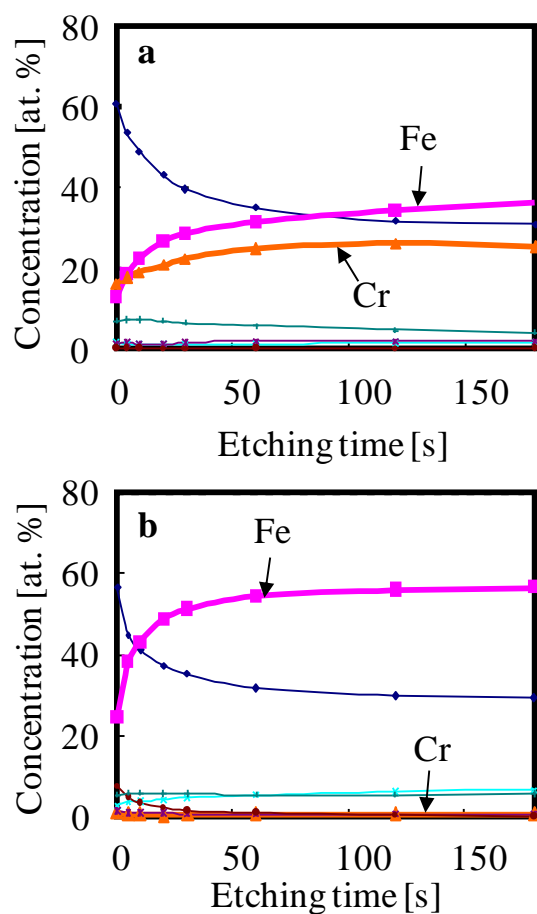 80
a
60
Fe
40
20
Cr
0
0 50 100 150
Concentration [at. %]
Etching time [s]
80
b
Fe
60
40
20
Cr
0
0 50 100 150
Concentration [at. %]
Etching time [s]